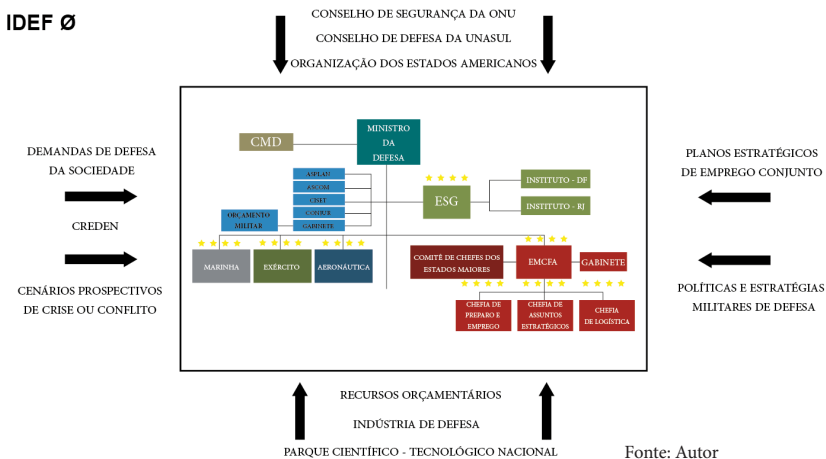 IDEF Ø
CONSELHO DE SEGURANÇA DA ONU
CONSELHO DE DEFESA DA UNASUL
ORGANIZAÇÃO DOS ESTADOS AMERICANOS
DEMANDAS DE DEFESA
DA SOCIEDADE
CREDEN
CENÁRIOS PROSPECTIVOS
DE CRISE OU CONFLITO
CMD
MINISTRO
DA
DEFESA
ASPLAN
ASCOM
CISET
CONJUR
GABINETE
ORÇAMENTO
MILITAR
ESG
INSTITUTO - DF
INSTITUTO - RJ
MARINHA
EXÉRCITO
AERONÁUTICA
COMITÊ DE CHEFES DOS
ESTADOS MAIORES
EMCFA
GABINETE
CHEFIA DE
PREPARO E
EMPREGO
CHEFIA DE
ASSUNTOS
ESTRATÉGICOS
CHEFIA
DE LOGÍSTICA
PLANOS ESTRATÉGICOS
DE EMPREGO CONJUNTO
POLÍTICAS E ESTRATÉGIAS
MILITARES DE DEFESA
RECURSOS ORÇAMENTÁRIOS
INDÚSTRIA DE DEFESA
PARQUE CIENTÍFICO - TECNOLÓGICO NACIONAL
Fonte: Autor